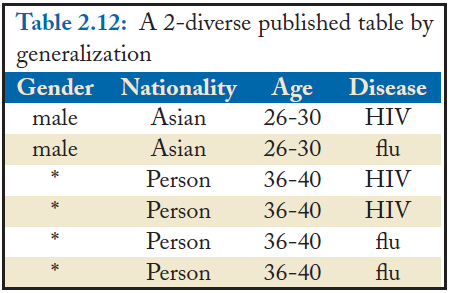 Table 2.12: A 2-diverse published table by
generalization
Gender Nationality Age Disease
male Asian 26-30 HIV
male Asian 26-30 flu
* Person 36-40 HIV
* Person 36-40 HIV
* Person 36-40 flu
* Person 36-40 flu